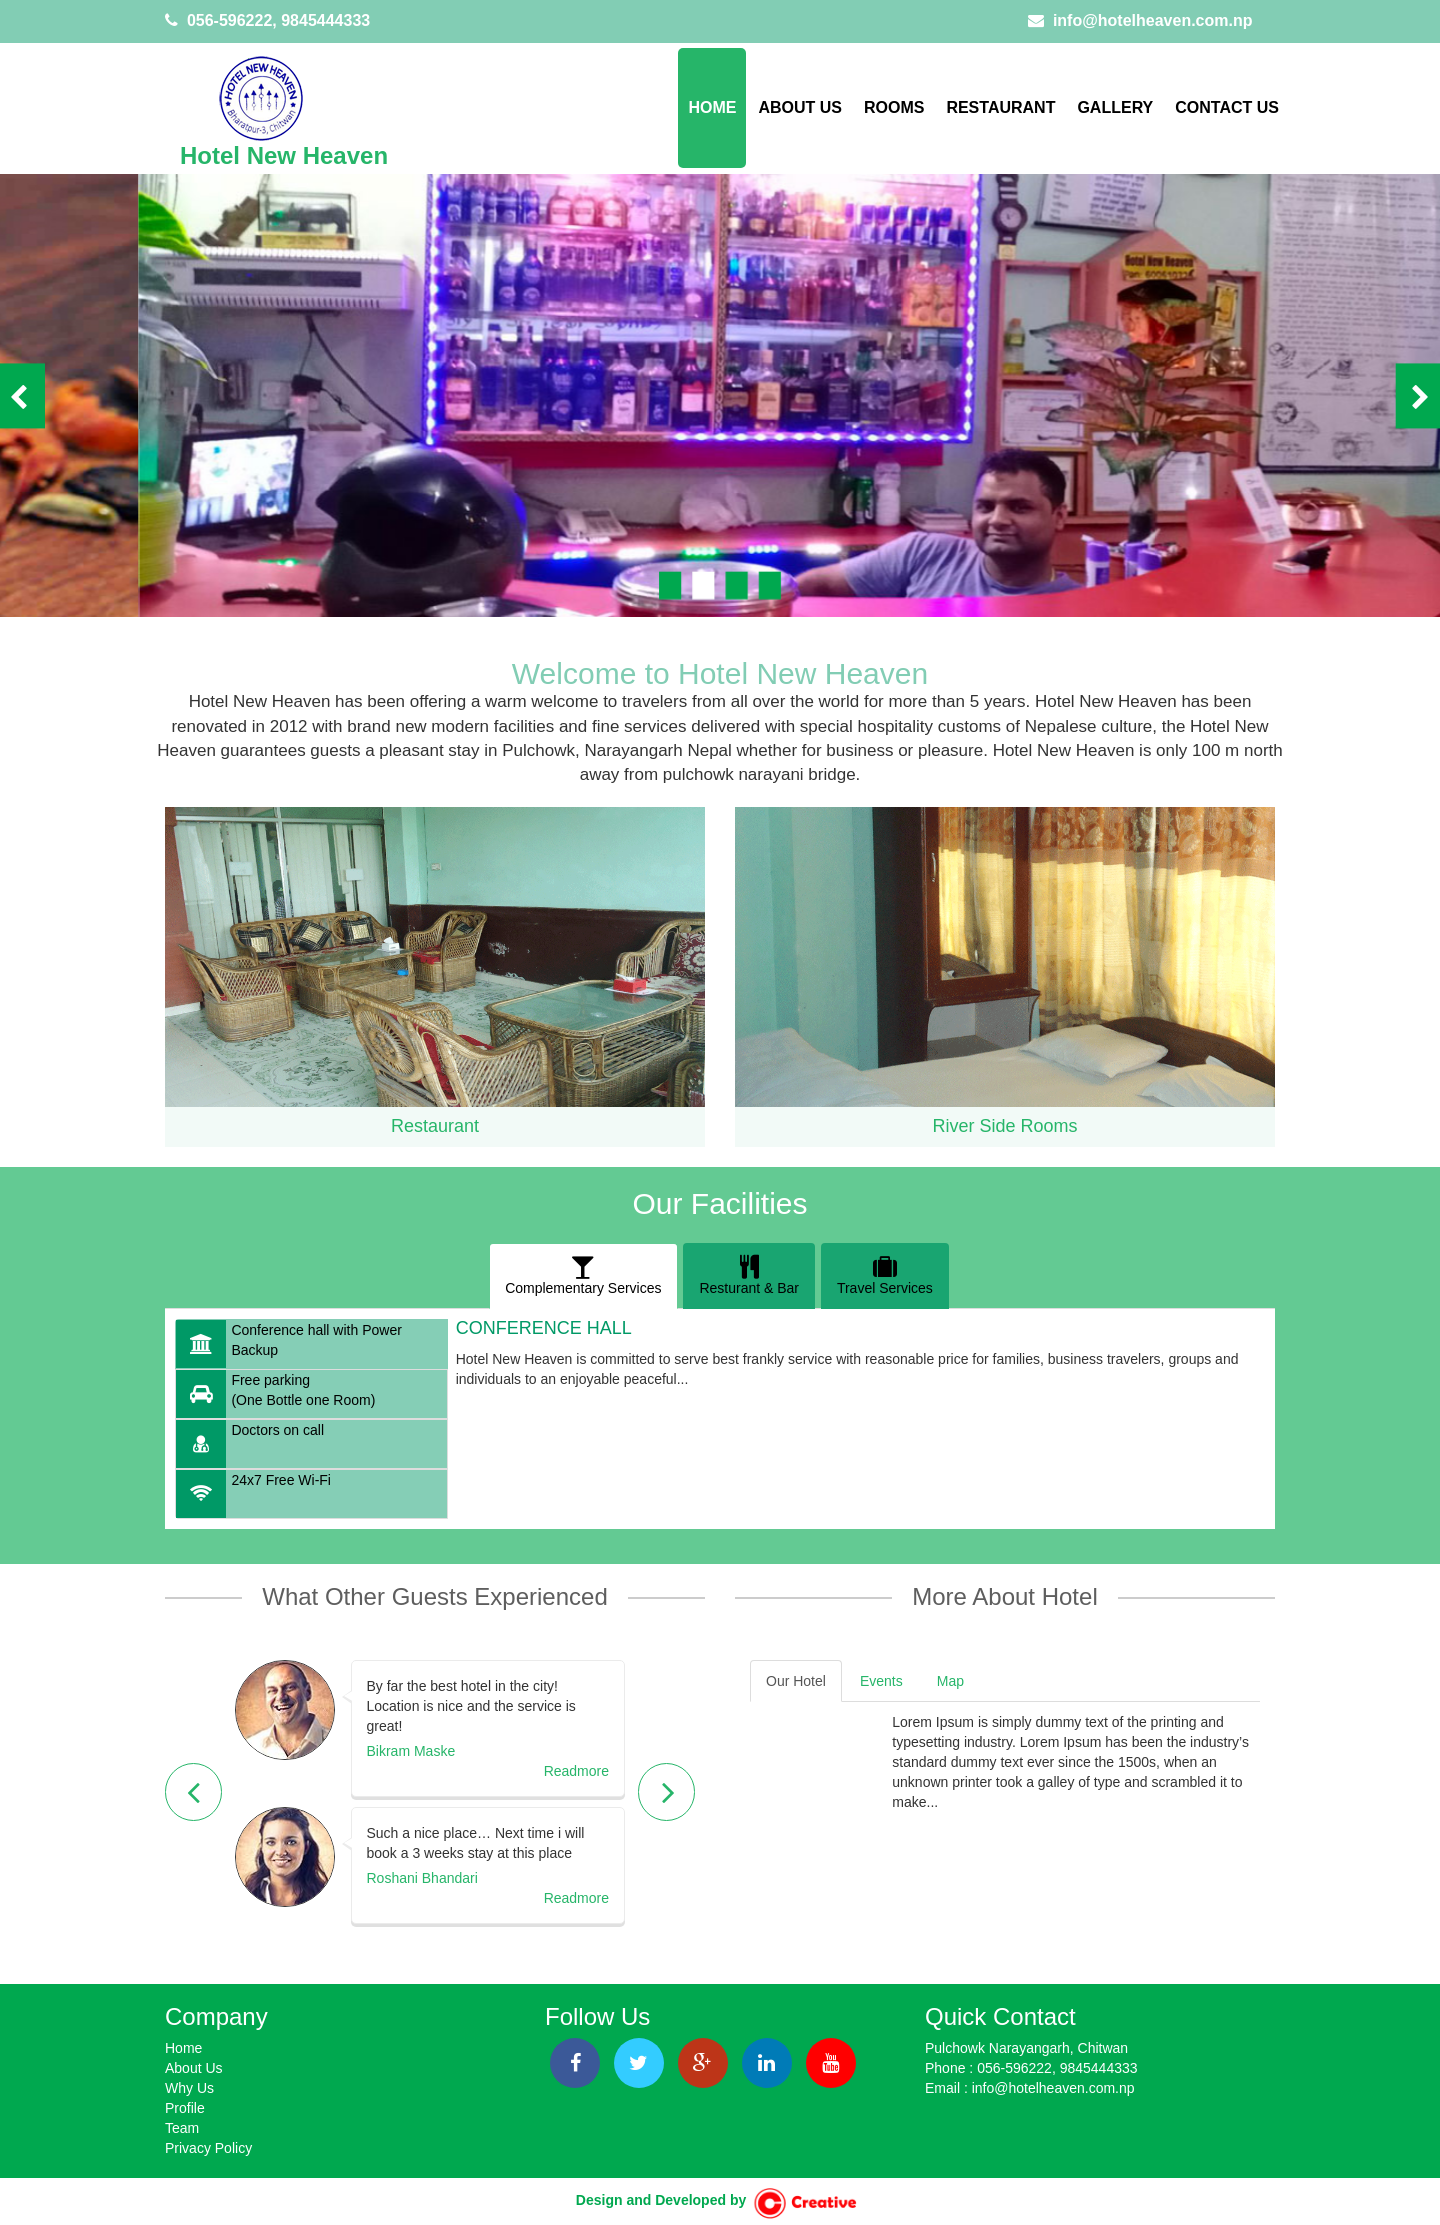 056-596222, 9845444333
info@hotelheaven.com.np
HOTEL NEW HEAVEN
Bharatpur-3, Chitwan
Hotel New Heaven
HOME ABOUT US ROOMS RESTAURANT GALLERY CONTACT US
Hotel New Heaven
Welcome to Hotel New Heaven
Hotel New Heaven has been offering a warm welcome to travelers from all over the world for more than 5 years. Hotel New Heaven has been
renovated in 2012 with brand new modern facilities and fine services delivered with special hospitality customs of Nepalese culture, the Hotel New
Heaven guarantees guests a pleasant stay in Pulchowk, Narayangarh Nepal whether for business or pleasure. Hotel New Heaven is only 100 m north
away from pulchowk narayani bridge.
Restaurant
River Side Rooms
Our Facilities
Complementary Services
Resturant & Bar
Travel Services
Conference hall with Power
Backup
Free parking
(One Bottle one Room)
Doctors on call
24x7 Free Wi-Fi
CONFERENCE HALL
Hotel New Heaven is committed to serve best frankly service with reasonable price for families, business travelers, groups and
individuals to an enjoyable peaceful...
What Other Guests Experienced
By far the best hotel in the city!
Location is nice and the service is
great!
Bikram Maske
Readmore
Such a nice place… Next time i will
book a 3 weeks stay at this place
Roshani Bhandari
Readmore
More About Hotel
Our Hotel Events Map
Lorem Ipsum is simply dummy text of the printing and
typesetting industry. Lorem Ipsum has been the industry's
standard dummy text ever since the 1500s, when an
unknown printer took a galley of type and scrambled it to
make...
Company
Home
About Us
Why Us
Profile
Team
Privacy Policy
Follow Us
You
Tube
Quick Contact
Pulchowk Narayangarh, Chitwan
Phone : 056-596222, 9845444333
Email : info@hotelheaven.com.np
Design and Developed by Creative